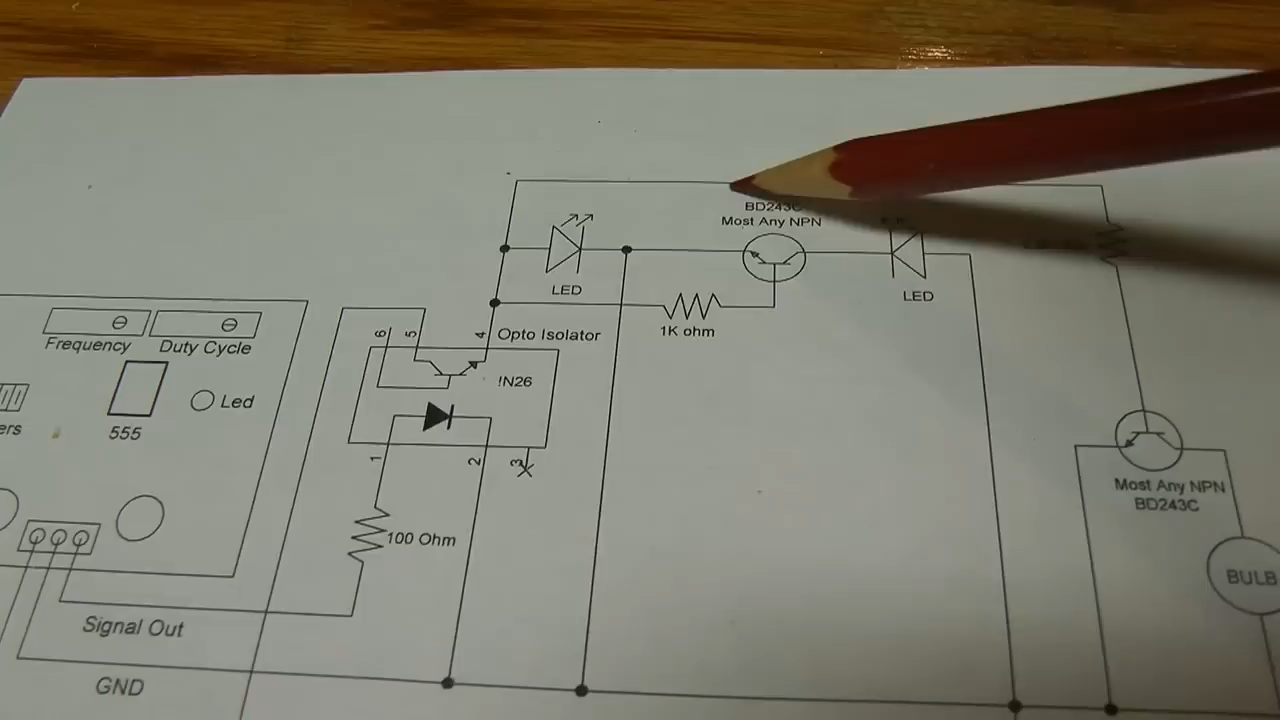 BD243C
Most Any NPN
LED
LED
1K ohm
6
5
4
Opto Isolator
!N26
Frequency
Duty Cycle
Led
ers
555
1
2
3
100 Ohm
Most Any NPN
BD243C
BULB
Signal Out
GND